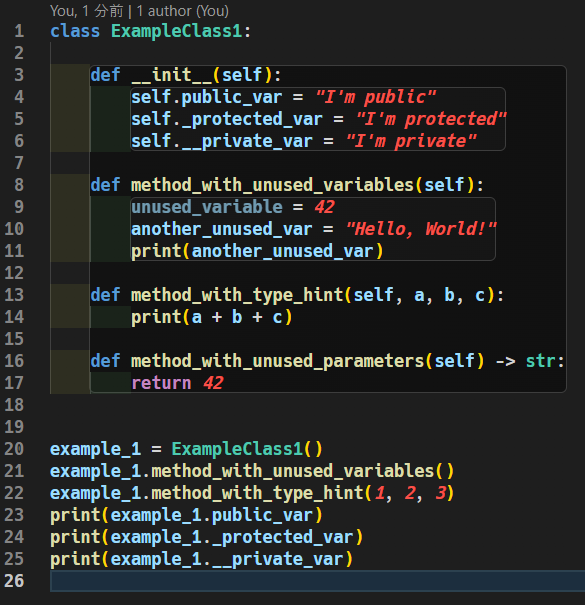 You, 1 分前 | 1 author (You)
1 class ExampleClass1:
2
3     def __init__(self):
4         self.public_var = "I'm public"
5         self._protected_var = "I'm protected"
6         self.__private_var = "I'm private"
7
8     def method_with_unused_variables(self):
9         unused_variable = 42
10         another_unused_var = "Hello, World!"
11         print(another_unused_var)
12
13     def method_with_type_hint(self, a, b, c):
14         print(a + b + c)
15
16     def method_with_unused_parameters(self) -> str:
17         return 42
18
19
20 example_1 = ExampleClass1()
21 example_1.method_with_unused_variables()
22 example_1.method_with_type_hint(1, 2, 3)
23 print(example_1.public_var)
24 print(example_1._protected_var)
25 print(example_1.__private_var)
26